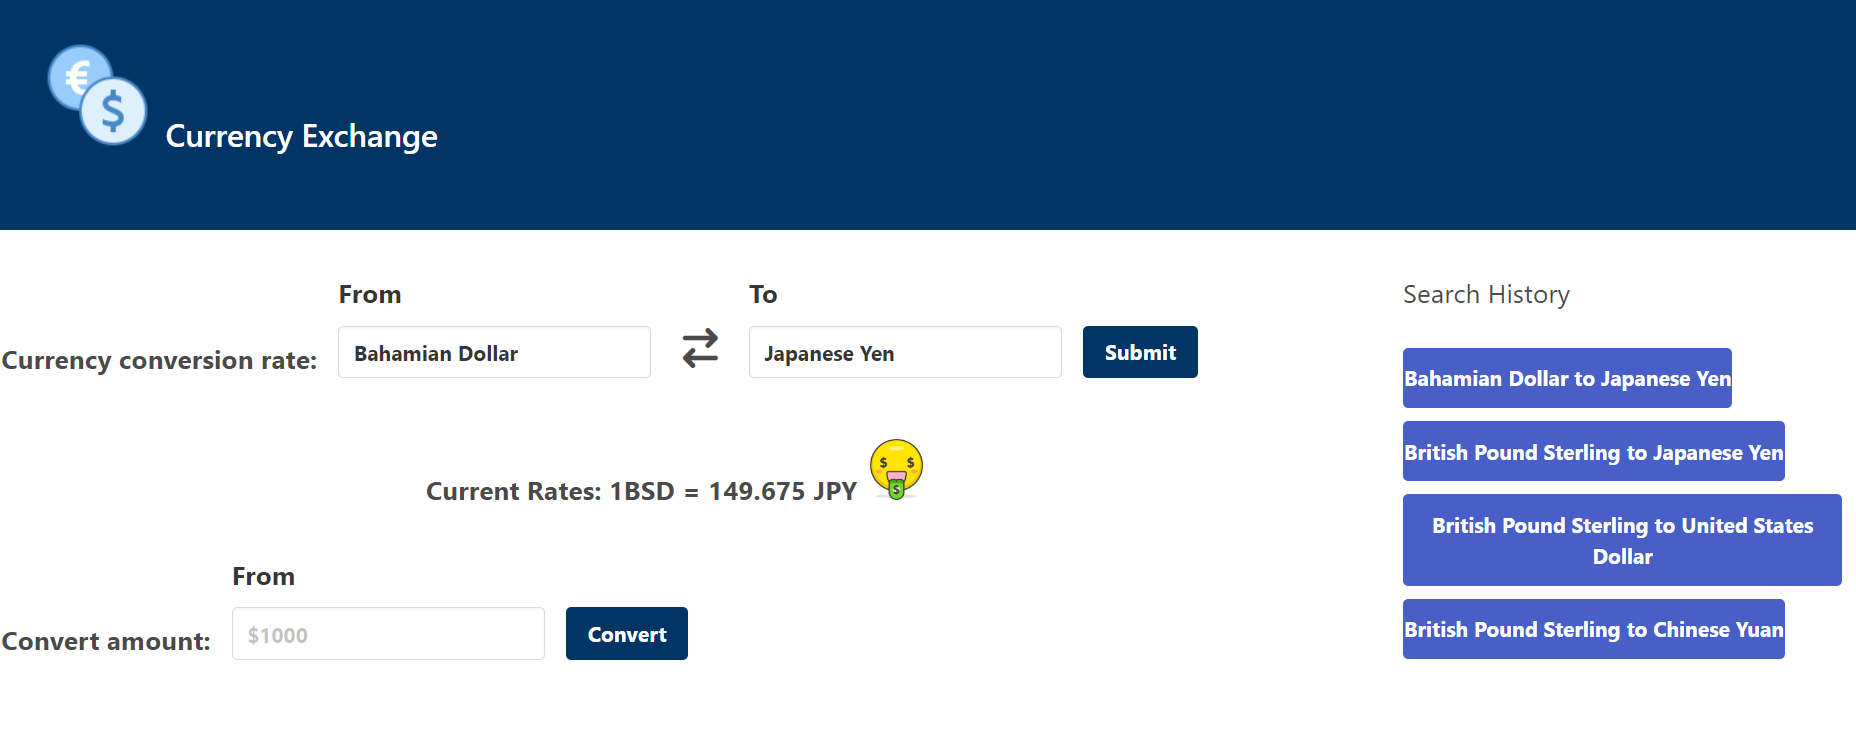 €
$
Currency Exchange
From
To
Currency conversion rate:
Bahamian Dollar
Japanese Yen
Submit
Current Rates: 1BSD = 149.675 JPY
$ $
$
From
Convert amount:
$1000
Convert
Search History
Bahamian Dollar to Japanese Yen
British Pound Sterling to Japanese Yen
British Pound Sterling to United States
Dollar
British Pound Sterling to Chinese Yuan